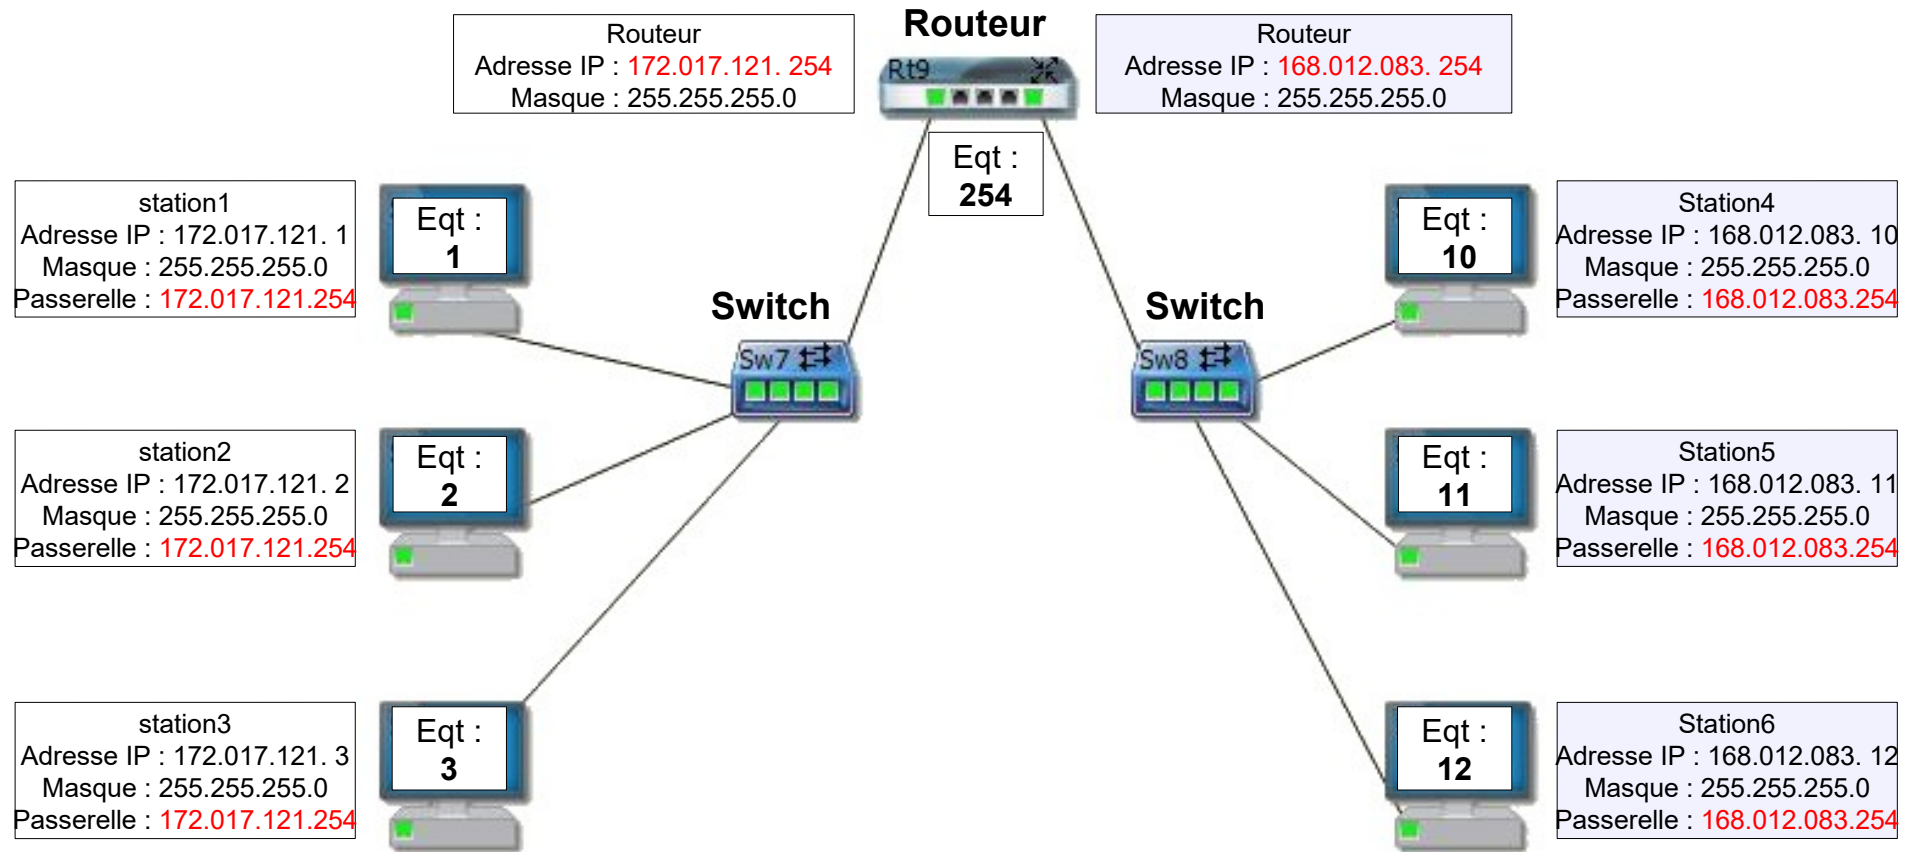 Routeur
Routeur
Adresse IP : 172.017.121. 254
Masque : 255.255.255.0
Routeur
Adresse IP : 168.012.083. 254
Masque : 255.255.255.0
Rt9
Eqt :
254
station1
Adresse IP : 172.017.121. 1
Masque : 255.255.255.0
Passerelle : 172.017.121.254
Eqt :
1
Eqt :
10
Station4
Adresse IP : 168.012.083. 10
Masque : 255.255.255.0
Passerelle : 168.012.083.254
Switch
Sw7
Switch
Sw8
station2
Adresse IP : 172.017.121. 2
Masque : 255.255.255.0
Passerelle : 172.017.121.254
Eqt :
2
Eqt :
11
Station5
Adresse IP : 168.012.083. 11
Masque : 255.255.255.0
Passerelle : 168.012.083.254
station3
Adresse IP : 172.017.121. 3
Masque : 255.255.255.0
Passerelle : 172.017.121.254
Eqt :
3
Eqt :
12
Station6
Adresse IP : 168.012.083. 12
Masque : 255.255.255.0
Passerelle : 168.012.083.254